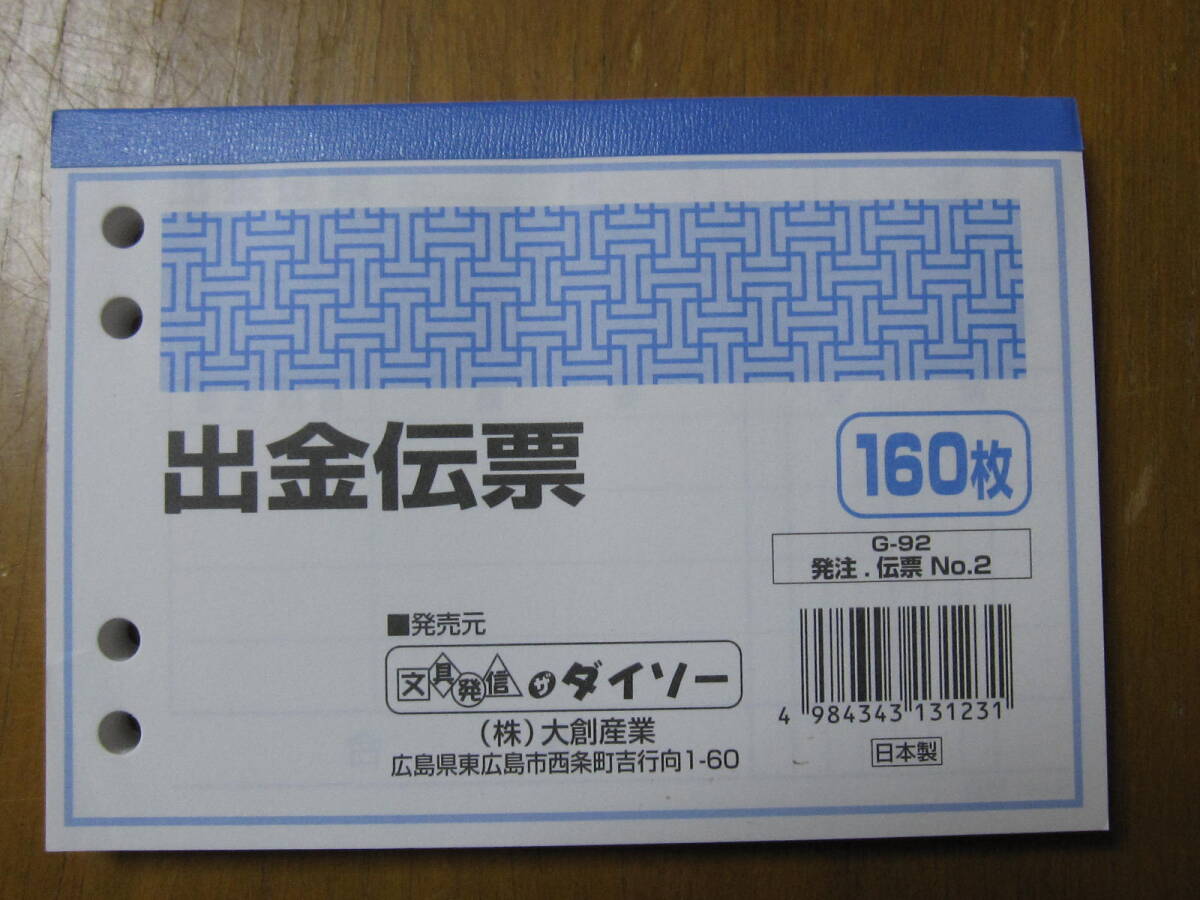 出金伝票
160枚
G-92
発注．伝票 No.2
■発売元
文具発信 ザ ダイソー
(株)大創産業
広島県東広島市西条町吉行向1-60
4 984343 131231
日本製